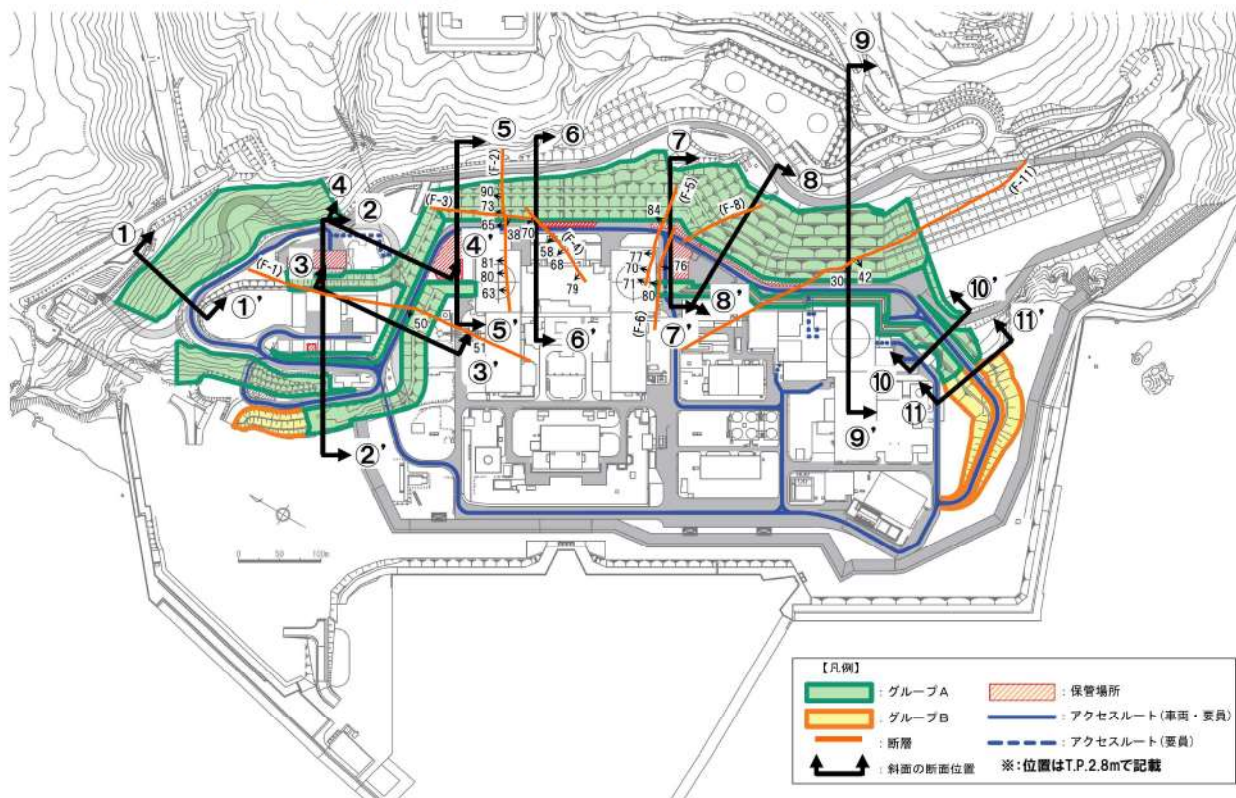 ⑨
⑤
⑥
⑦
(F-2)
⑧
(F-11)
④
②
90
(F-3)
73
(F-5)
(F-8)
84
①
65
38
70
④’
(F-4)
58
68
③
(F-1)
81
80
63
79
77
70
71
76
80
30
42
⑧’
⑩’
①’
50
⑤’
(F-6)
⑦’
⑪’
⑥’
51
③’
⑩
⑪
②’
⑨’
0 50 100m
【凡例】
：グループA
：グループB
：断層
：斜面の断面位置
：保管場所
：アクセスルート(車両・要員)
：アクセスルート(要員)
※：位置はT.P.2.8mで記載